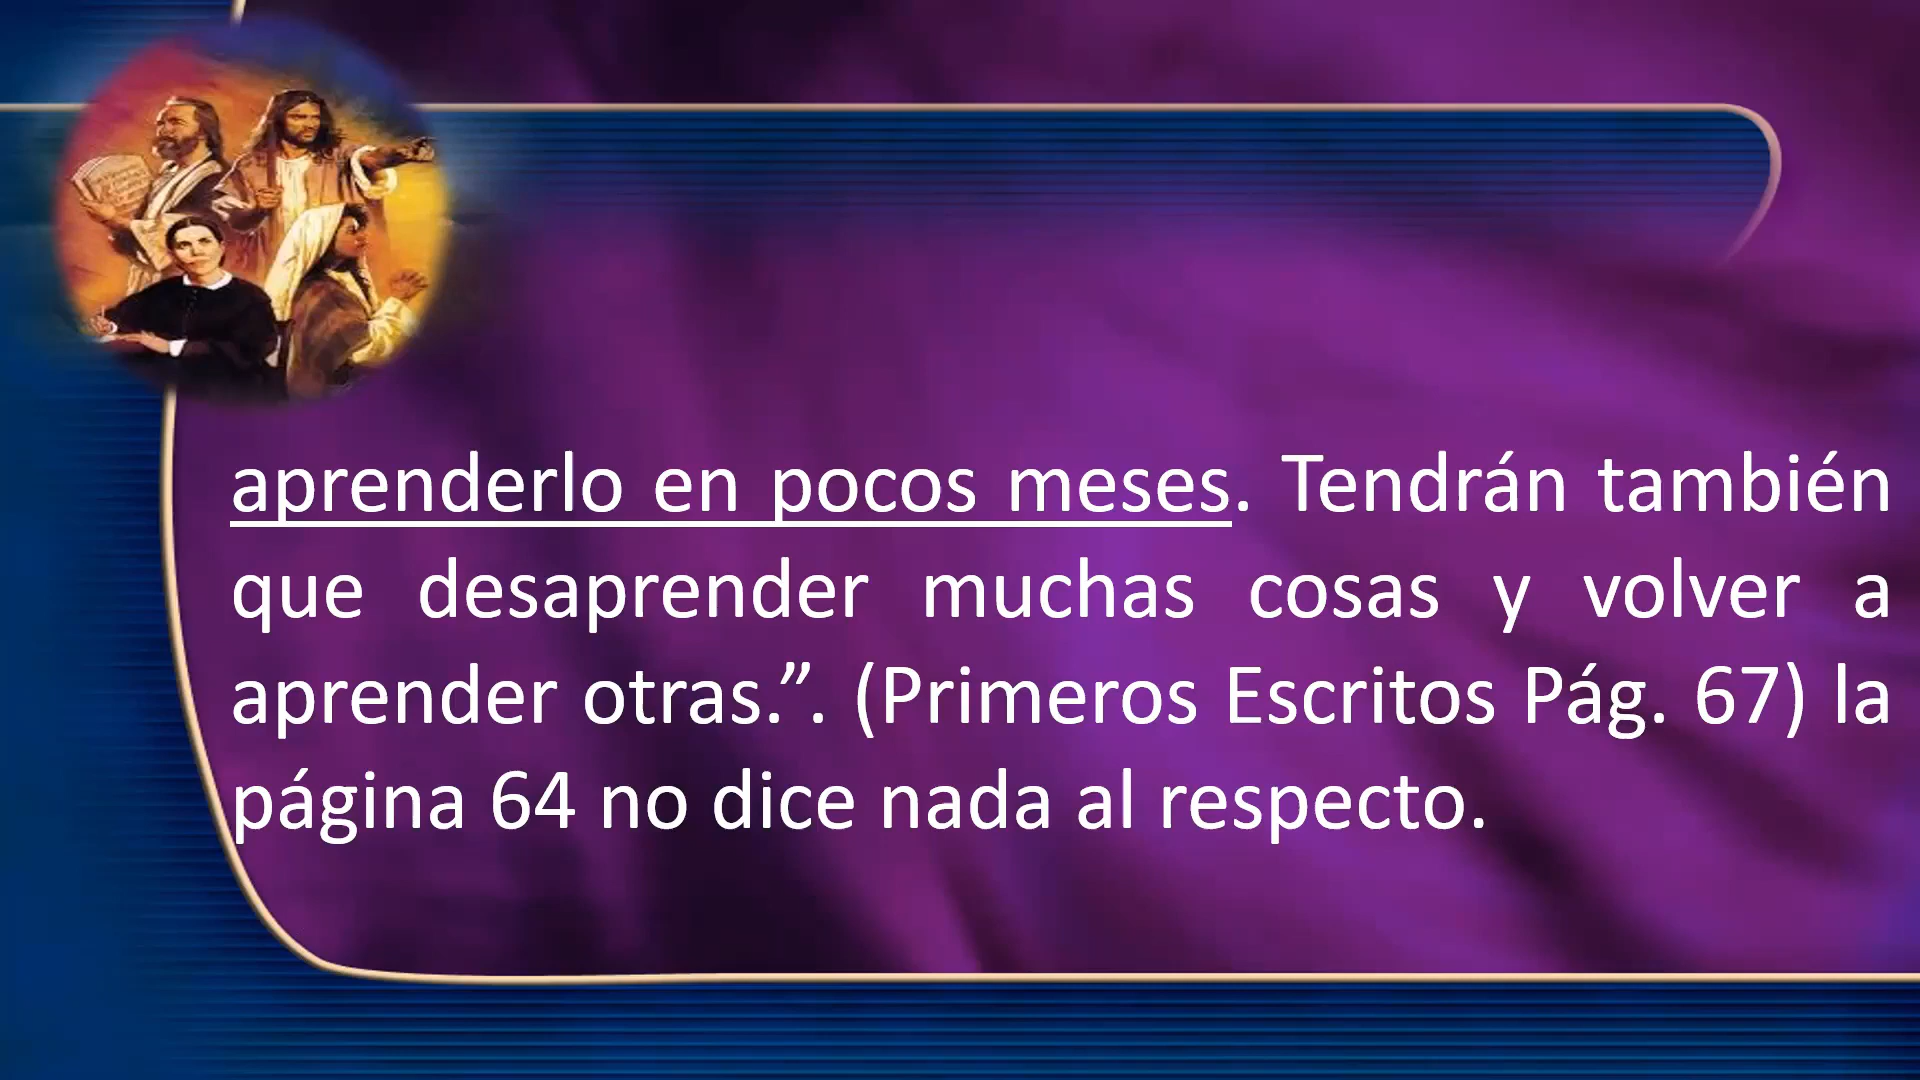 aprenderlo en pocos meses. Tendrán también
que desaprender muchas cosas y volver a
aprender otras.”. (Primeros Escritos Pág. 67) la
página 64 no dice nada al respecto.